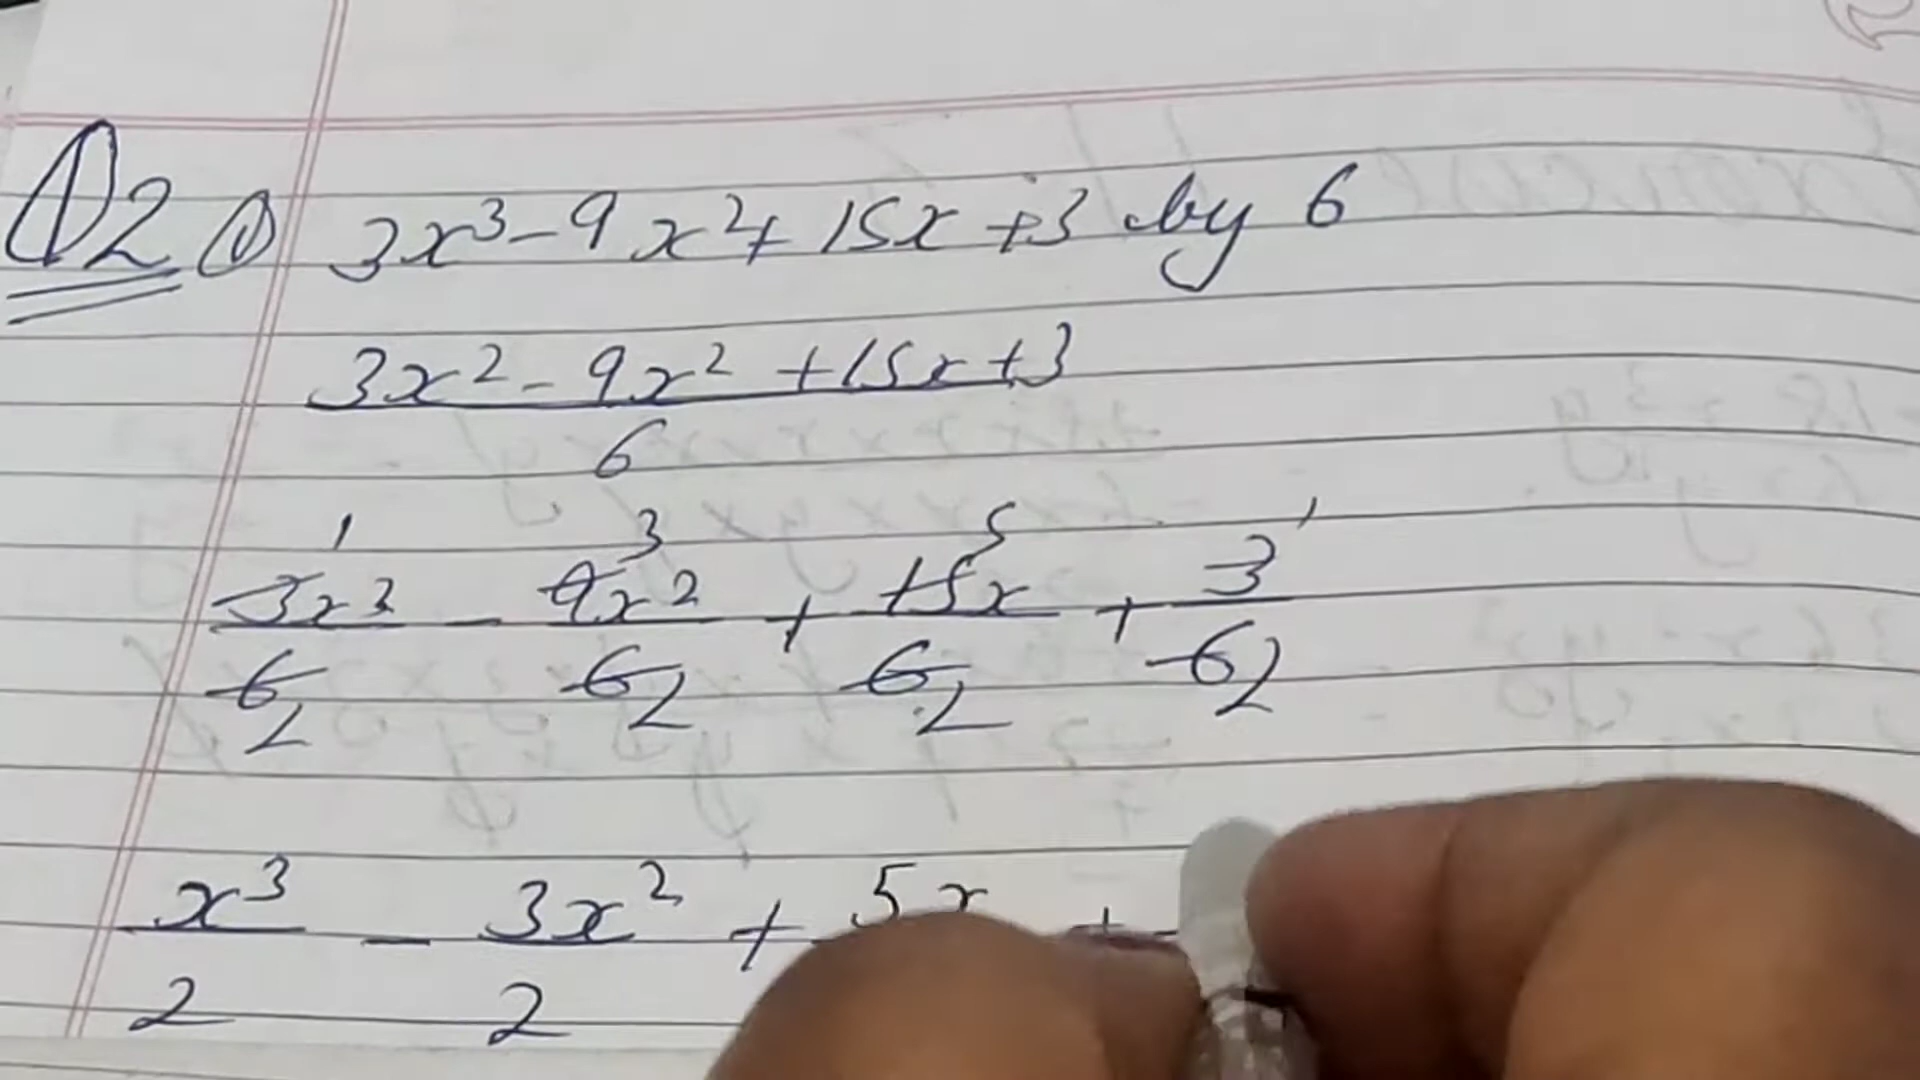 Q2 ① 3x³ - 9x² + 15x + 3 by 6
3x² - 9x² + 15x + 3
6
1 3 5 1
3x³ - 9x² + 15x + 3
6 6 6 6
2 2 2 2
x³ - 3x² + 5x +
2 2